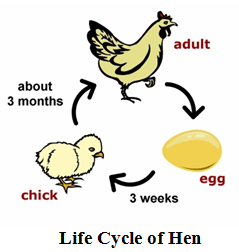 adult
about
3 months
egg
chick
3 weeks
Life Cycle of Hen